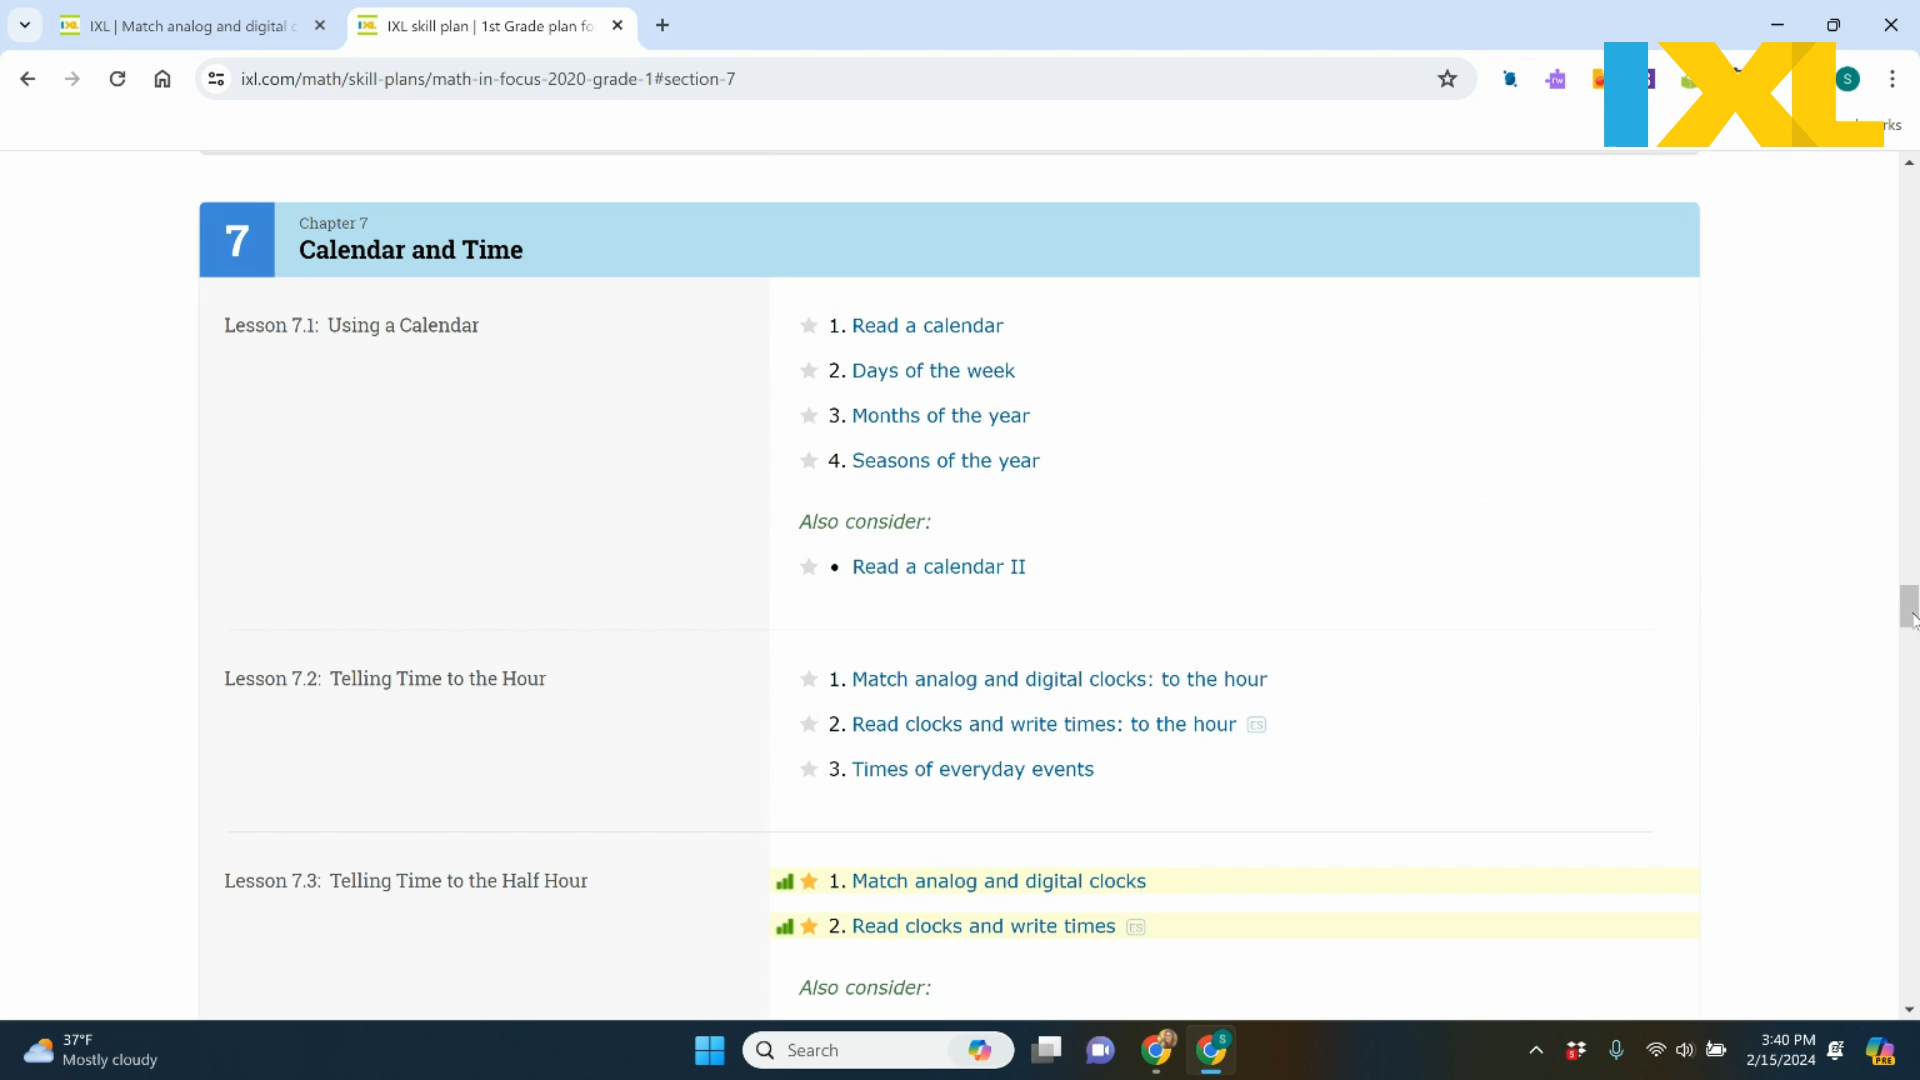 IXL | Match analog and digital c
IXL skill plan | 1st Grade plan fo
ixl.com/math/skill-plans/math-in-focus-2020-grade-1#section-7
S
IXL
rks
7
Chapter 7
Calendar and Time
Lesson 7.1: Using a Calendar
1. Read a calendar
2. Days of the week
3. Months of the year
4. Seasons of the year
Also consider:
• Read a calendar II
Lesson 7.2: Telling Time to the Hour
1. Match analog and digital clocks: to the hour
2. Read clocks and write times: to the hour ES
3. Times of everyday events
Lesson 7.3: Telling Time to the Half Hour
1. Match analog and digital clocks
2. Read clocks and write times ES
Also consider:
37°F
Mostly cloudy
Search
S
3:40 PM
2/15/2024
PRE